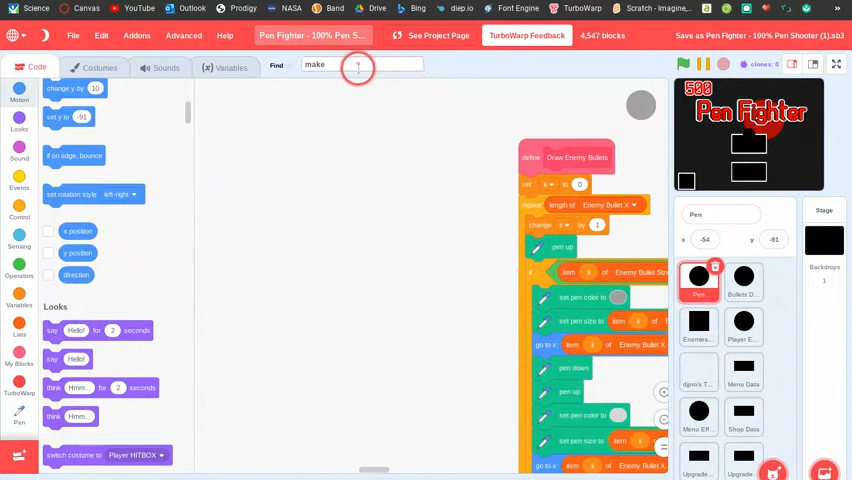 Science Canvas YouTube Outlook Prodigy NASA Band Drive Bing diep.io Font Engine TurboWarp Scratch - Imagine,...
File Edit Addons Advanced Help Pen Fighter - 100% Pen S... See Project Page TurboWarp Feedback 4,547 blocks Save as Pen Fighter - 100% Pen Shooter (1).sb3
Code Costumes Sounds (x) Variables Find make clones: 0
Motion
Looks
Sound
Events
Control
Sensing
Operators
Variables
Lists
My Blocks
TurboWarp
Pen
change y by 10
set y to -91
if on edge, bounce
set rotation style left-right
x position
y position
direction
Looks
say Hello! for 2 seconds
say Hello!
think Hmm... for 2 seconds
think Hmm...
switch costume to Player HITBOX
define Draw Enemy Bullets
set ii to 0
repeat length of Enemy Bullet X
change ii by 1
pen up
if item ii of Enemy Bullet Size
set pen color to
set pen size to item ii of E
go to x: item ii of Enemy Bullet X
pen down
pen up
set pen color to
set pen size to item ii of E
go to x: item ii of Enemy Bullet X
500
Pen Fighter
Pen
x -54 y -91
Stage
Backdrops
1
Pen
Bullets D...
Enemies...
Player E...
djpro's T...
Menu Data
Menu Eff...
Shop Data
Upgrade...
Upgrade...